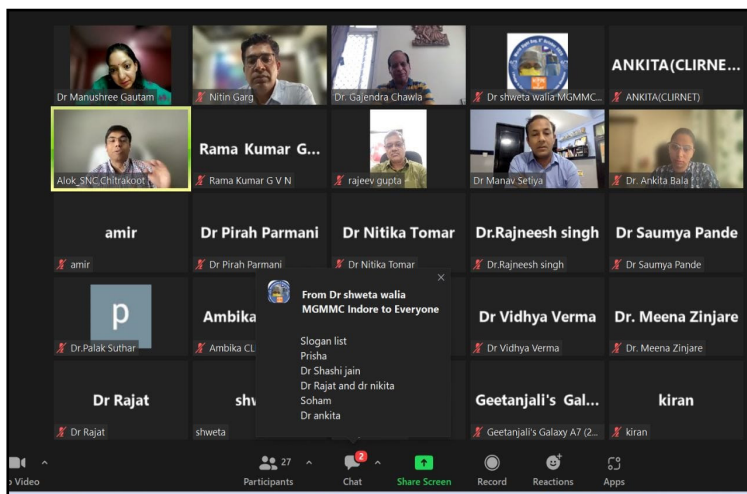 Dr Manushree Gautam
Nitin Garg
Dr. Gajendra Chawla
Dr shweta walia MGMMC...
ANKITA(CLIRNE...
ANKITA(CLIRNET)
Alok_SNC Chitrakoot
Rama Kumar G...
Rama Kumar G V N
rajeev gupta
Dr Manav Setiya
Dr. Ankita Bala
amir
amir
Dr Pirah Parmani
Dr Pirah Parmani
Dr Nitika Tomar
Dr Nitika Tomar
Dr.Rajneesh singh
Dr.Rajneesh singh
Dr Saumya Pande
Dr Saumya Pande
p
Dr.Palak Suthar
Ambika
Ambika CL
From Dr shweta walia
MGMMC Indore to Everyone
Slogan list
Prisha
Dr Shashi jain
Dr Rajat and dr nikita
Soham
Dr ankita
Dr Vidhya Verma
Dr Vidhya Verma
Dr. Meena Zinjare
Dr. Meena Zinjare
Dr Rajat
Dr Rajat
shw
shweta
Geetanjali's Gal...
Geetanjali's Galaxy A7 (2...
kiran
kiran
Video
27
Participants
2
Chat
Share Screen
Record
Reactions
Apps